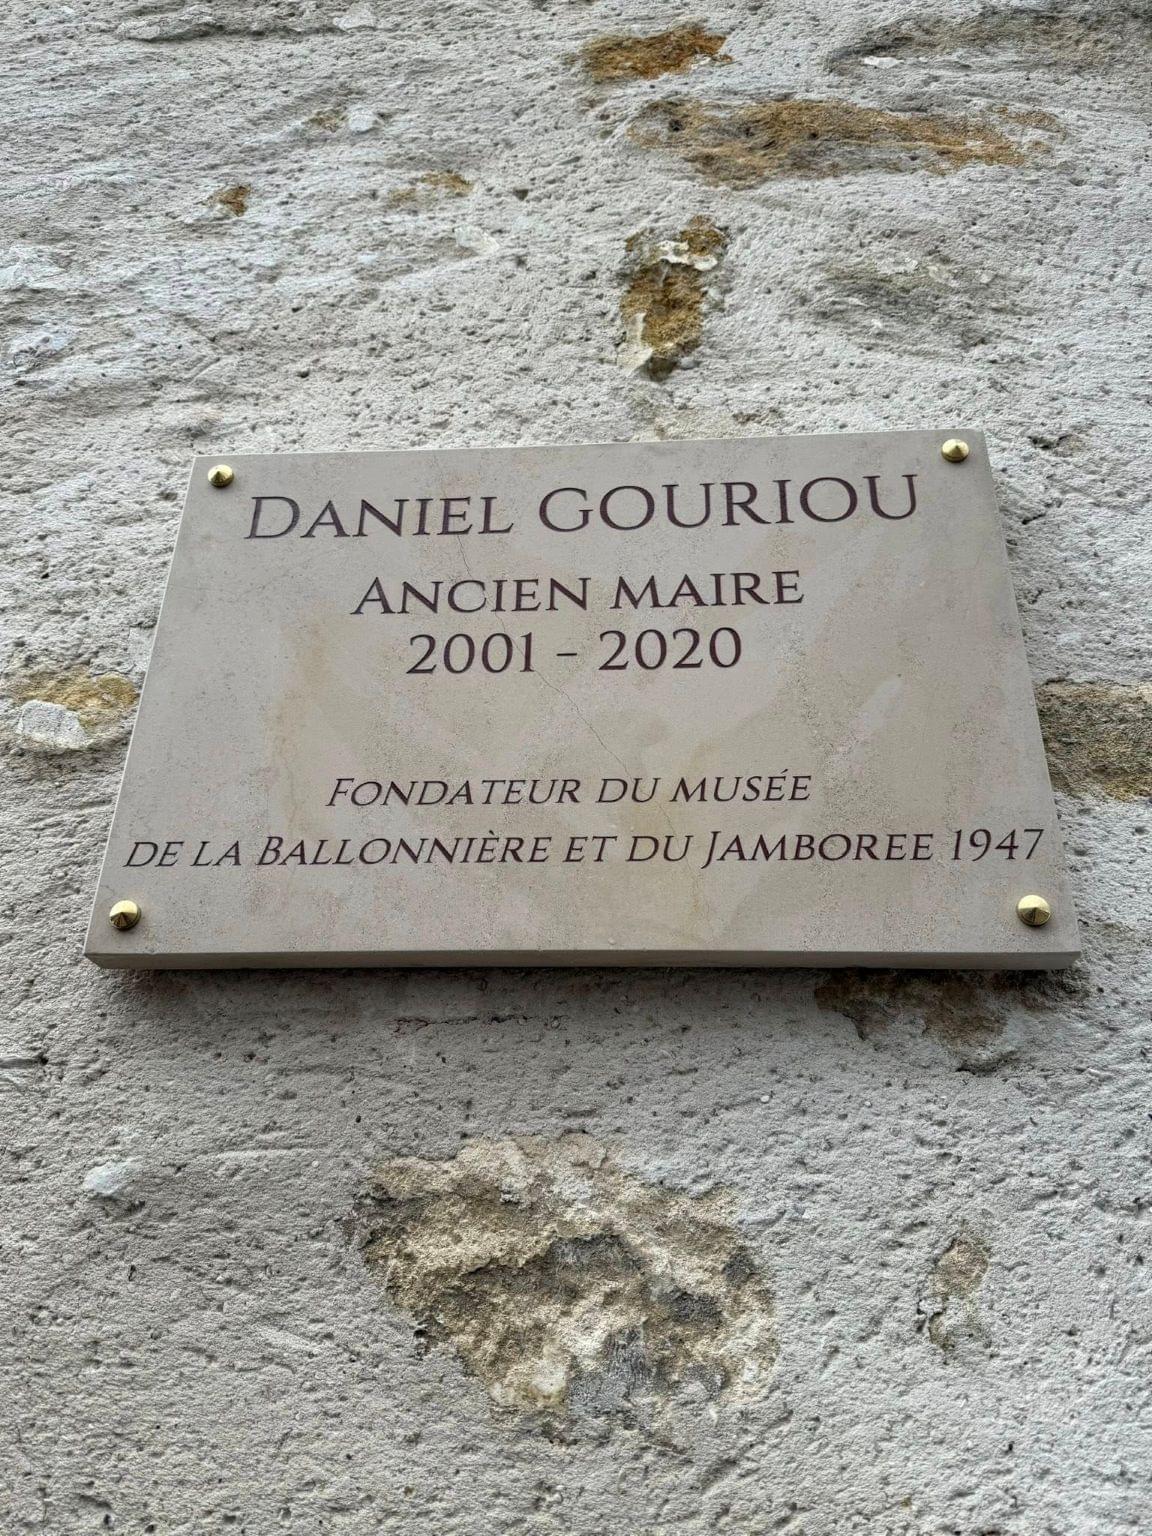 DANIEL GOURIOU
ANCIEN MAIRE
2001 - 2020
FONDATEUR DU MUSÉE
DE LA BALLONNIÈRE ET DU JAMBOREE 1947